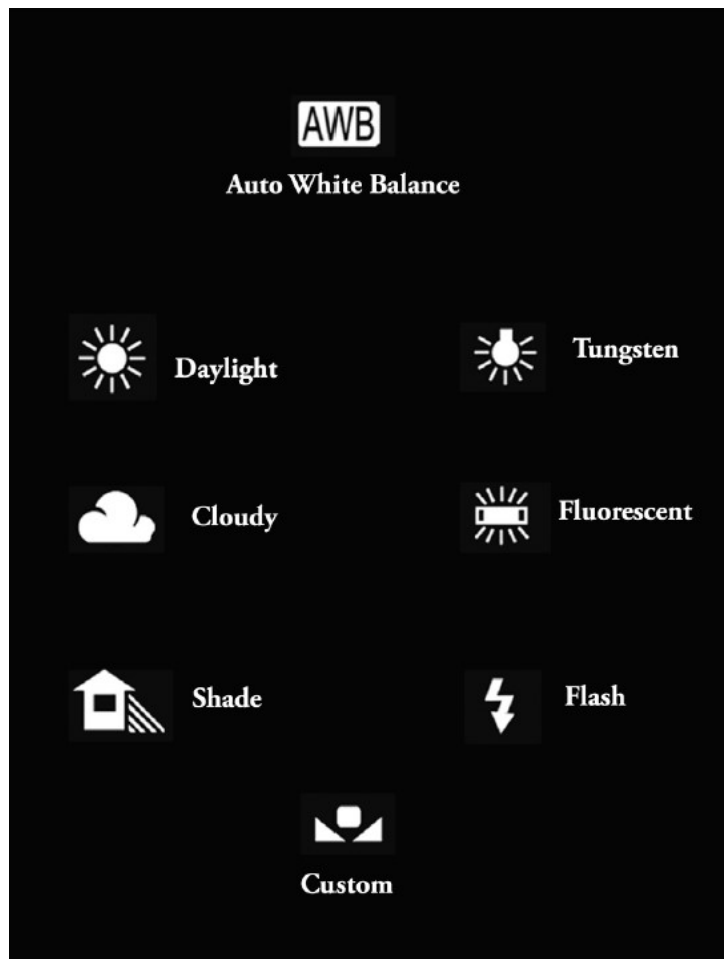 AWB
Auto White Balance
Daylight
Tungsten
Cloudy
Fluorescent
Shade
Flash
Custom